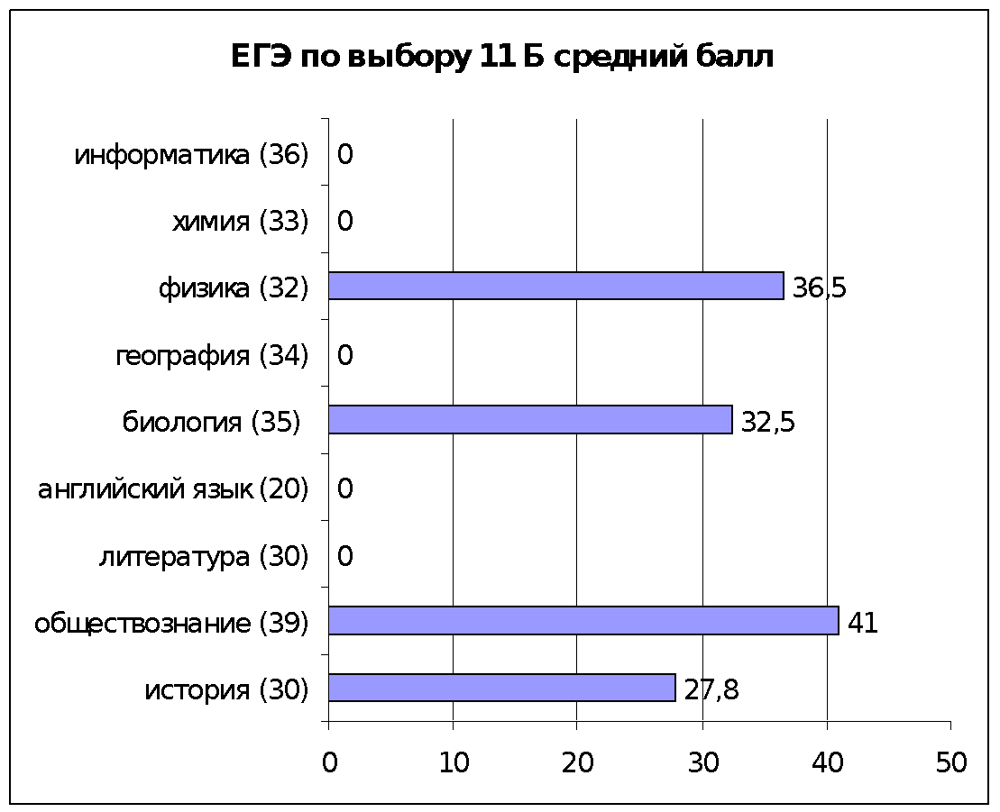 ЕГЭ по выбору 11 Б средний балл
информатика (36) 0
химия (33) 0
физика (32) 36,5
география (34) 0
биология (35) 32,5
английский язык (20) 0
литература (30) 0
обществознание (39) 41
история (30) 27,8
0 10 20 30 40 50